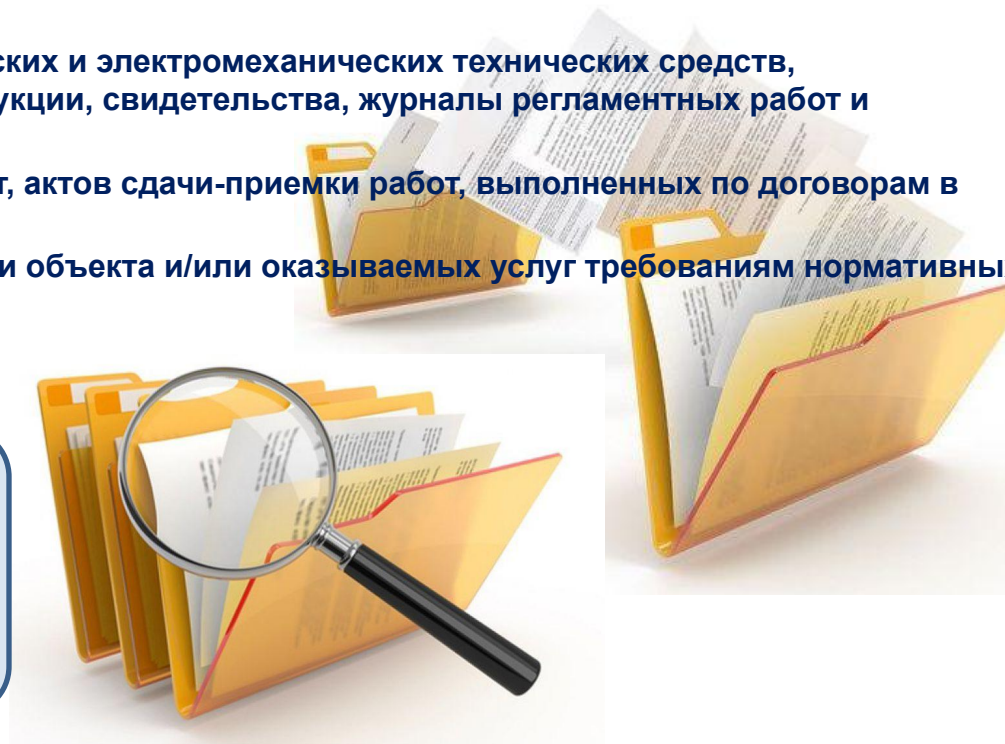 ских и электромеханических технических средств,
укции, свидетельства, журналы регламентных работ и
т, актов сдачи-приемки работ, выполненных по договорам в
и объекта и/или оказываемых услуг требованиям нормативны